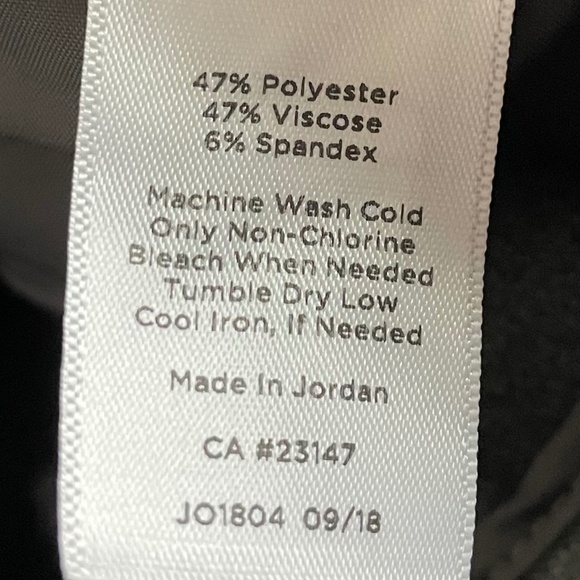 47% Polyester
47% Viscose
6% Spandex
Machine Wash Cold
Only Non-Chlorine
Bleach When Needed
Tumble Dry Low
Cool Iron, If Needed
Made In Jordan
CA #23147
JO1804 09/18